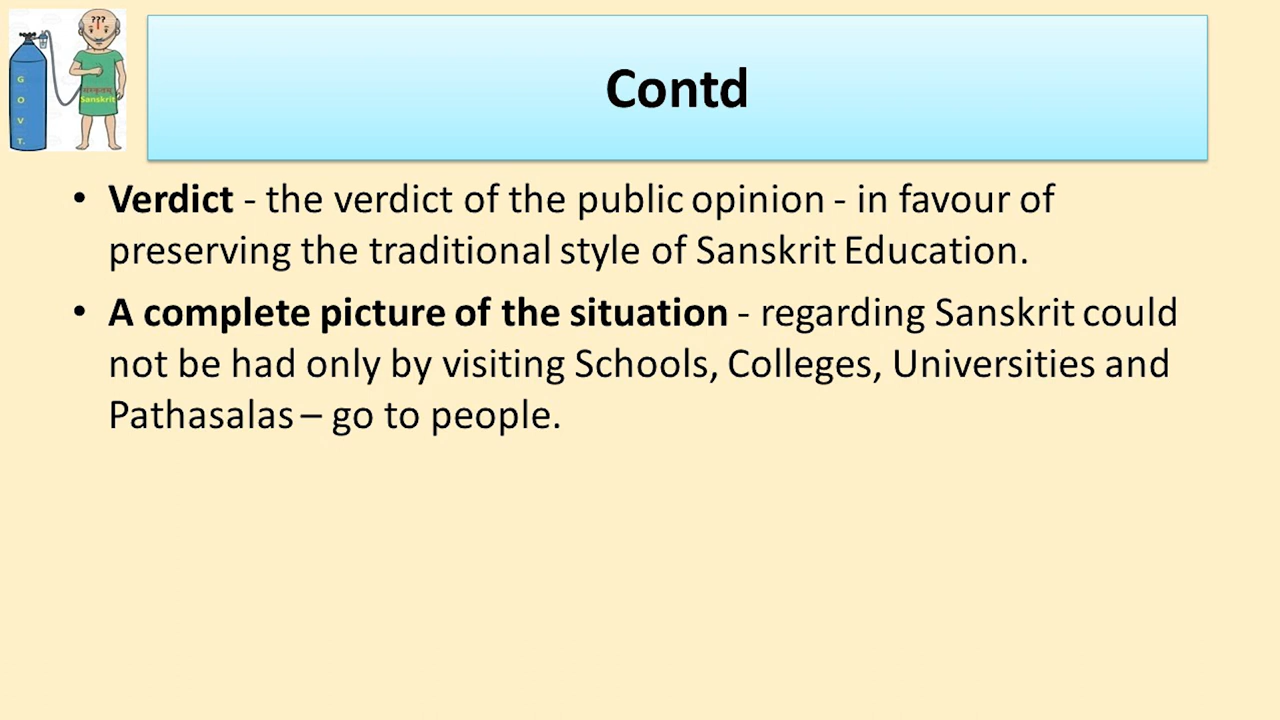 ???
G
O
V
T.
संस्कृतम्
Sanskrit
Contd
• Verdict - the verdict of the public opinion - in favour of
preserving the traditional style of Sanskrit Education.
• A complete picture of the situation - regarding Sanskrit could
not be had only by visiting Schools, Colleges, Universities and
Pathasalas – go to people.